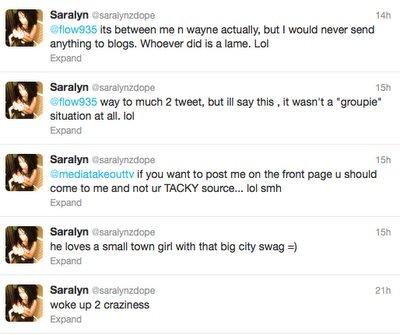 Saralyn @saralynzdope 14h
@flow935 its between me n wayne actually, but I would never send
anything to blogs. Whoever did is a lame. Lol
Expand
Saralyn @saralynzdope 15h
@flow935 way to much 2 tweet, but ill say this , it wasn't a "groupie"
situation at all. lol
Expand
Saralyn @saralynzdope 15h
@mediatakeouttv if you want to post me on the front page u should
come to me and not ur TACKY source... lol smh
Expand
Saralyn @saralynzdope 15h
he loves a small town girl with that big city swag =)
Expand
Saralyn @saralynzdope 21h
woke up 2 craziness
Expand